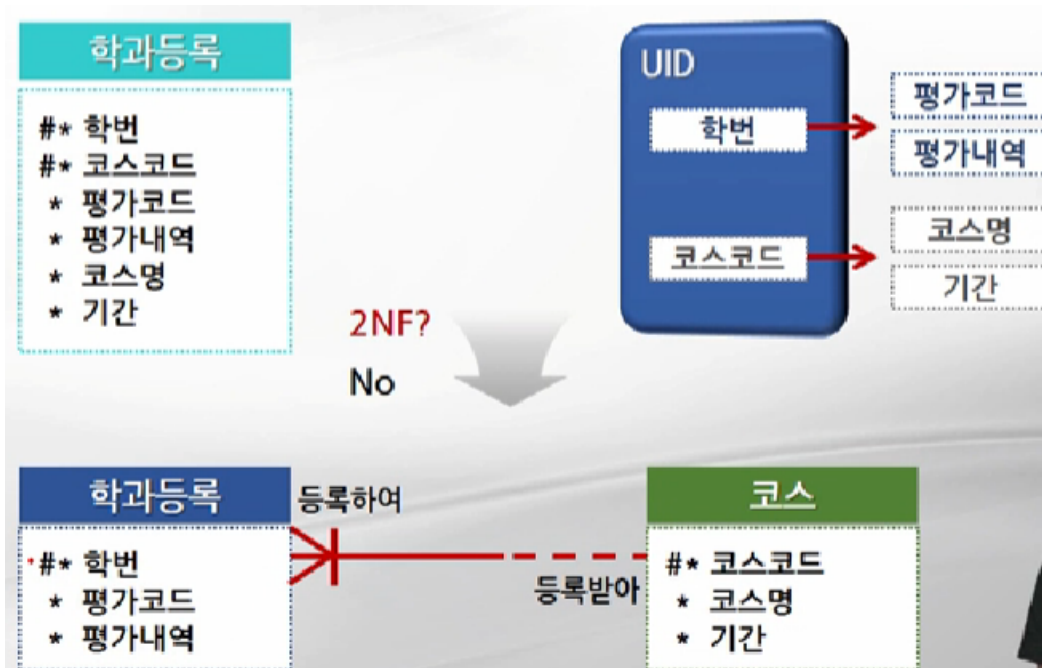 학과등록
#* 학번
#* 코스코드
* 평가코드
* 평가내역
* 코스명
* 기간
UID
학번
평가코드
평가내역
코스코드
코스명
기간
2NF?
No
학과등록
#* 학번
* 평가코드
* 평가내역
등록하여
등록받아
코스
#* 코스코드
* 코스명
* 기간